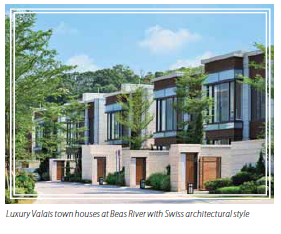 Luxury Valais town houses at Beas River with Swiss architectural style